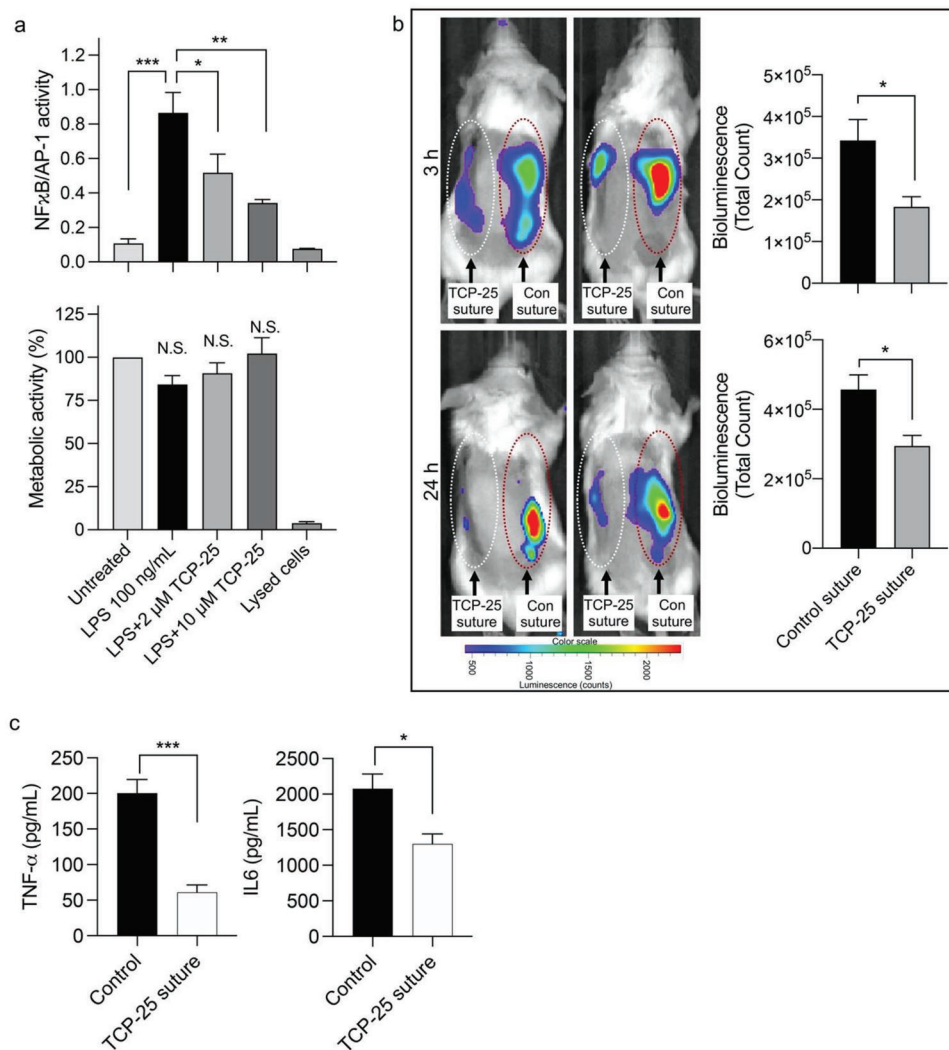 a
NFϰB/AP-1 activity
1.2
1.0
0.8
0.6
0.4
0.2
0.0
***
*
**
Metabolic activity (%)
125
100
75
50
25
0
N.S.
N.S.
N.S.
Untreated
LPS 100 ng/mL
LPS+2 μM TCP-25
LPS+10 μM TCP-25
Lysed cells
b
3 h
TCP-25
suture
Con
suture
TCP-25
suture
Con
suture
24 h
TCP-25
suture
Con
suture
TCP-25
suture
Con
suture
Color scale
500
1000
1500
2000
Luminescence (counts)
Bioluminescence
(Total Count)
5×10⁵
4×10⁵
3×10⁵
2×10⁵
1×10⁵
0
*
Bioluminescence
(Total Count)
6×10⁵
4×10⁵
2×10⁵
0
*
Control suture
TCP-25 suture
c
TNF-α (pg/mL)
250
200
150
100
50
0
***
Control
TCP-25 suture
IL6 (pg/mL)
2500
2000
1500
1000
500
0
*
Control
TCP-25 suture